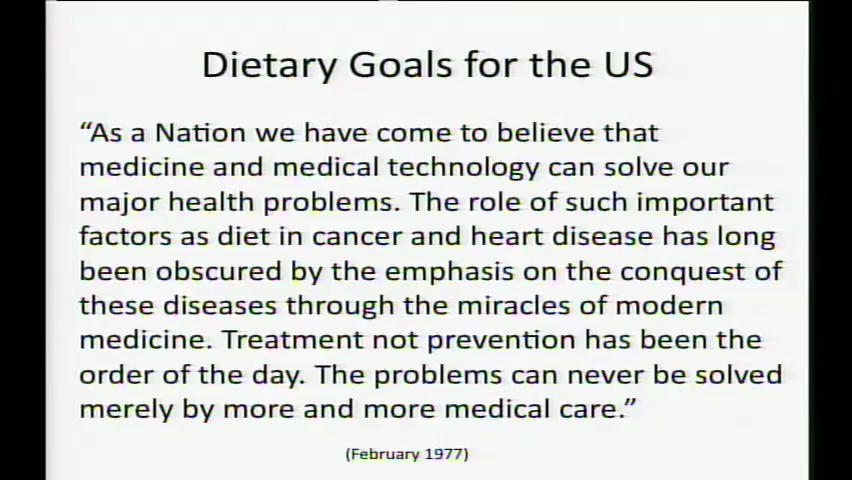 Dietary Goals for the US
“As a Nation we have come to believe that
medicine and medical technology can solve our
major health problems. The role of such important
factors as diet in cancer and heart disease has long
been obscured by the emphasis on the conquest of
these diseases through the miracles of modern
medicine. Treatment not prevention has been the
order of the day. The problems can never be solved
merely by more and more medical care.”
(February 1977)